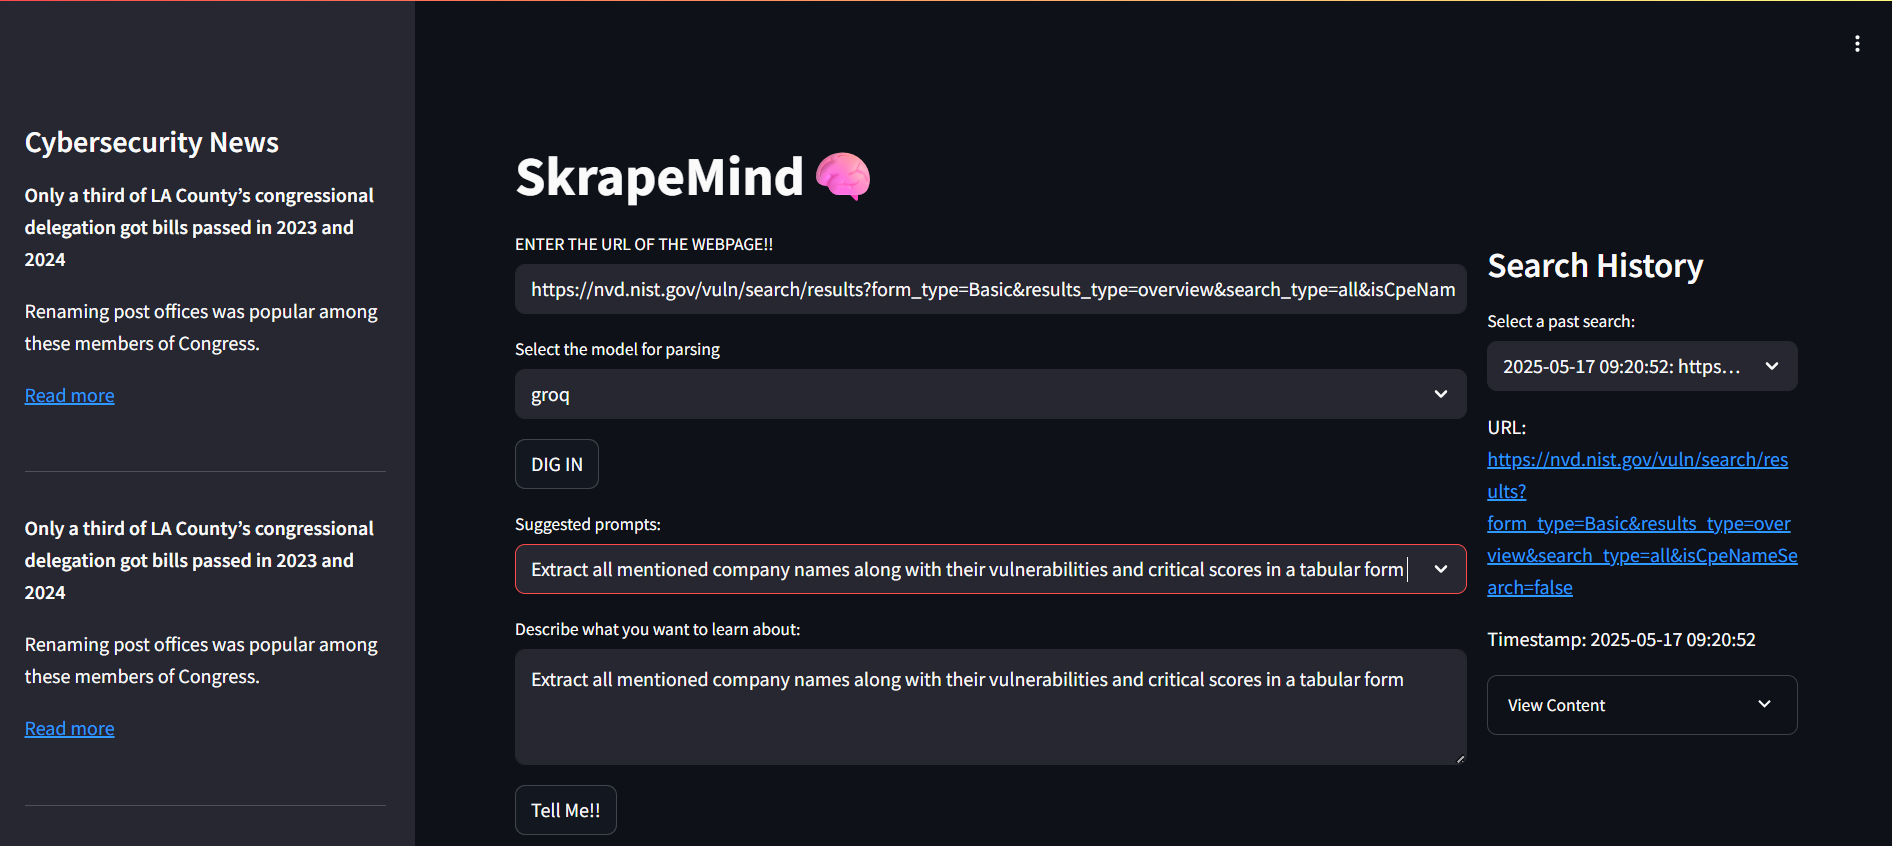 Cybersecurity News
Only a third of LA County’s congressional
delegation got bills passed in 2023 and
2024
Renaming post offices was popular among
these members of Congress.
Read more
Only a third of LA County’s congressional
delegation got bills passed in 2023 and
2024
Renaming post offices was popular among
these members of Congress.
Read more
SkrapeMind
ENTER THE URL OF THE WEBPAGE!!
https://nvd.nist.gov/vuln/search/results?form_type=Basic&results_type=overview&search_type=all&isCpeNam
Select the model for parsing
groq
DIG IN
Suggested prompts:
Extract all mentioned company names along with their vulnerabilities and critical scores in a tabular form
Describe what you want to learn about:
Extract all mentioned company names along with their vulnerabilities and critical scores in a tabular form
Tell Me!!
Search History
Select a past search:
2025-05-17 09:20:52: https...
URL:
https://nvd.nist.gov/vuln/search/res
ults?
form_type=Basic&results_type=over
view&search_type=all&isCpeNameSe
arch=false
Timestamp: 2025-05-17 09:20:52
View Content